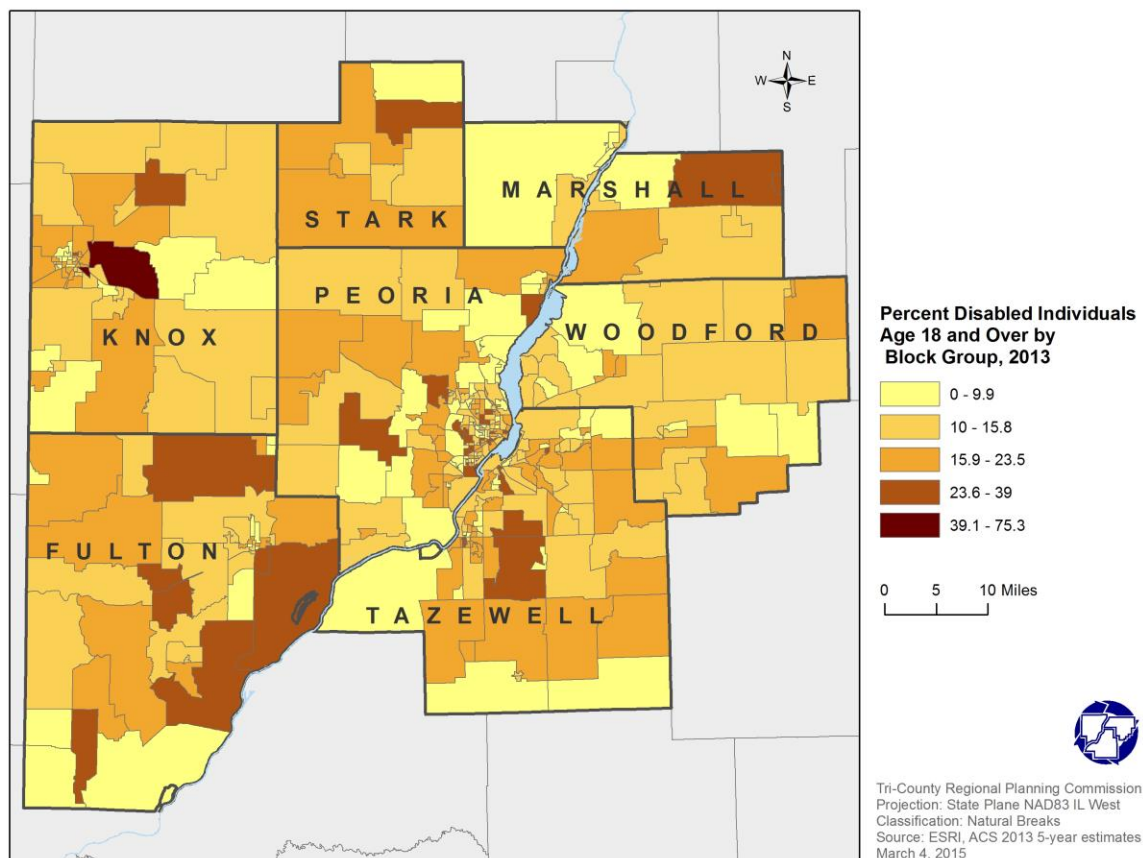 N
W E
S
MARSHALL
STARK
PEORIA
WOODFORD
KNOX
FULTON
TAZEWELL
Percent Disabled Individuals
Age 18 and Over by
Block Group, 2013
0 - 9.9
10 - 15.8
15.9 - 23.5
23.6 - 39
39.1 - 75.3
0 5 10 Miles
Tri-County Regional Planning Commission
Projection: State Plane NAD83 IL West
Classification: Natural Breaks
Source: ESRI, ACS 2013 5-year estimates
March 4, 2015